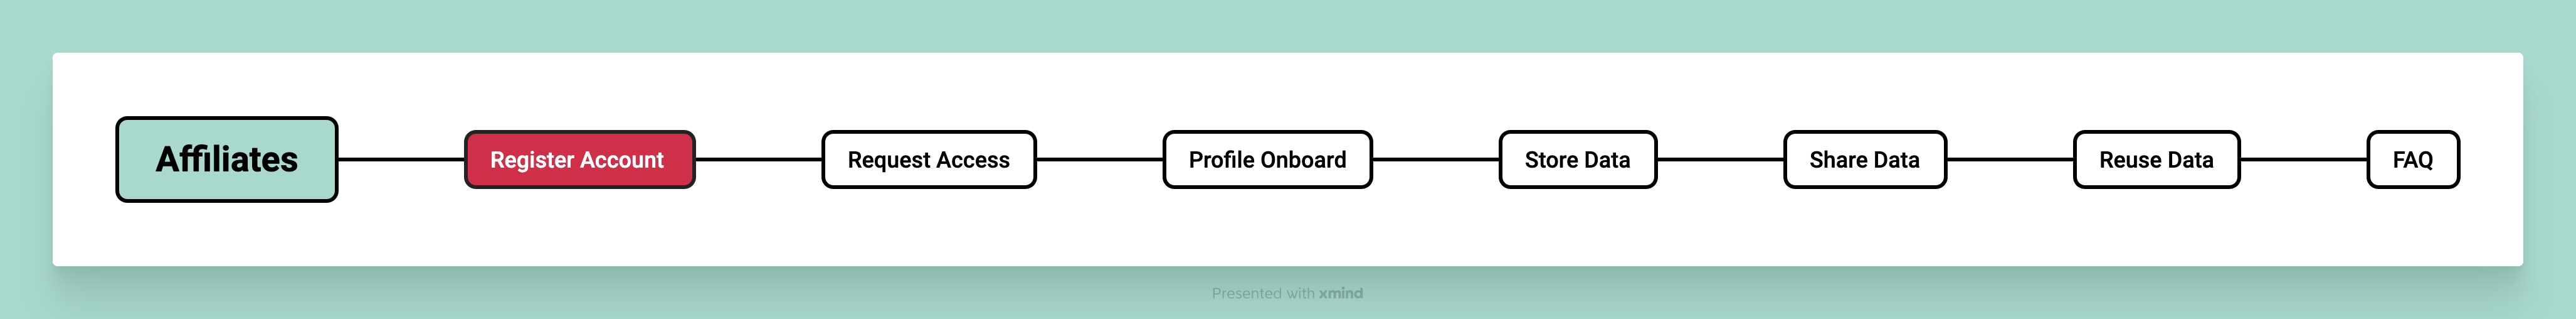 Affiliates
Register Account
Request Access
Profile Onboard
Store Data
Share Data
Reuse Data
FAQ
Presented with xmind